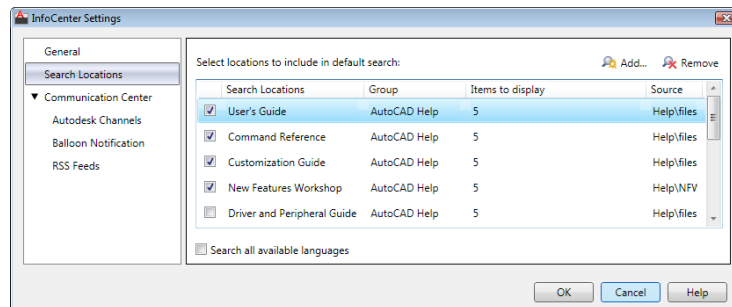 InfoCenter Settings
General
Search Locations
Communication Center
Autodesk Channels
Balloon Notification
RSS Feeds
Select locations to include in default search:
Add... Remove
Search Locations Group Items to display Source
User's Guide AutoCAD Help 5 Help\files
Command Reference AutoCAD Help 5 Help\files
Customization Guide AutoCAD Help 5 Help\files
New Features Workshop AutoCAD Help 5 Help\NFV
Driver and Peripheral Guide AutoCAD Help 5 Help\files
Search all available languages
OK Cancel Help